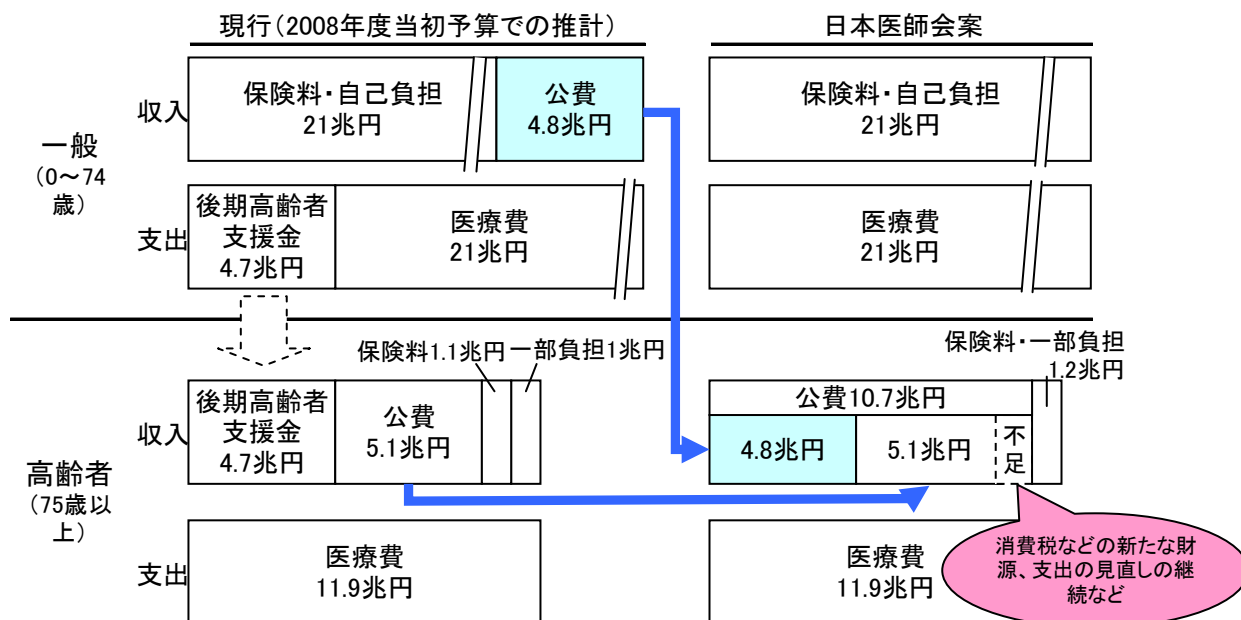 現行(2008年度当初予算での推計)
日本医師会案
一般
(0～74
歳)
収入
保険料・自己負担
21兆円
公費
4.8兆円
保険料・自己負担
21兆円
支出
後期高齢者
支援金
4.7兆円
医療費
21兆円
医療費
21兆円
高齢者
(75歳以
上)
保険料1.1兆円
一部負担1兆円
保険料・一部負担
1.2兆円
収入
後期高齢者
支援金
4.7兆円
公費
5.1兆円
公費10.7兆円
4.8兆円
5.1兆円
不
足
支出
医療費
11.9兆円
医療費
11.9兆円
消費税などの新たな財
源、支出の見直しの継
続など